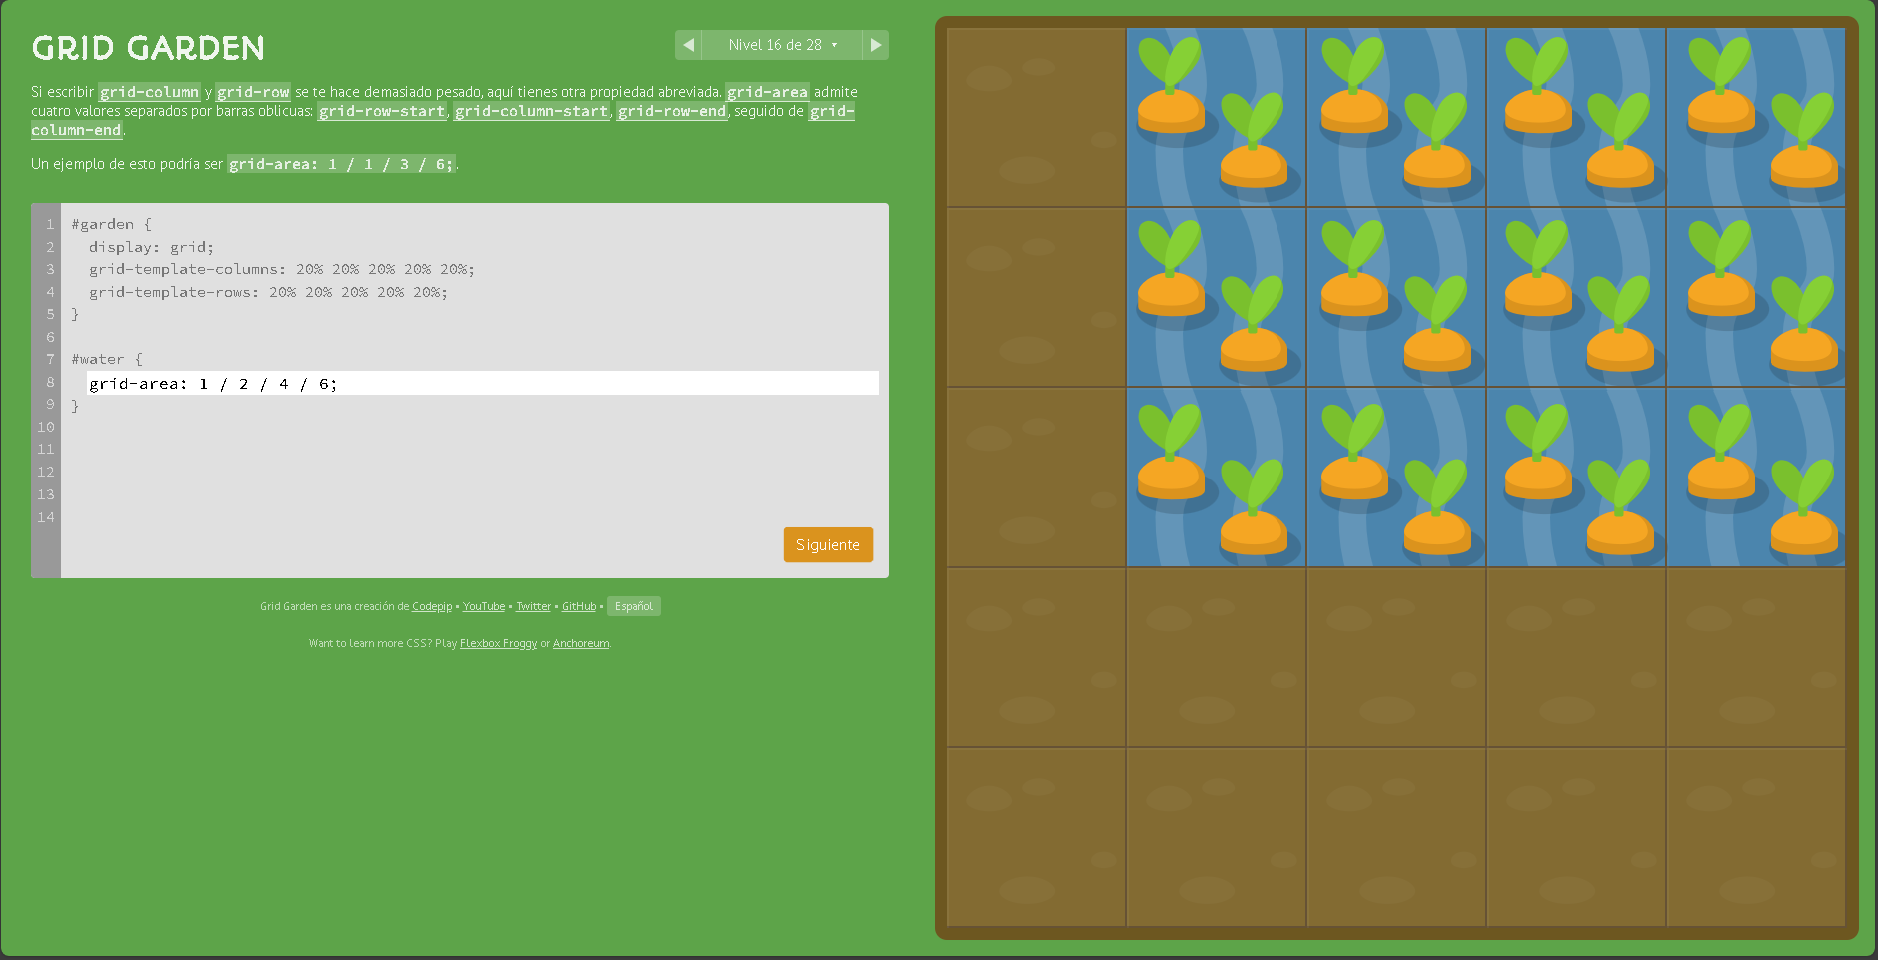 GRID GARDEN
◀ Nivel 16 de 28 ▾ ▶
Si escribir grid-column y grid-row se te hace demasiado pesado, aquí tienes otra propiedad abreviada. grid-area admite
cuatro valores separados por barras oblicuas: grid-row-start, grid-column-start, grid-row-end, seguido de grid-
column-end.
Un ejemplo de esto podría ser grid-area: 1 / 1 / 3 / 6;.
1 #garden {
2 display: grid;
3 grid-template-columns: 20% 20% 20% 20% 20%;
4 grid-template-rows: 20% 20% 20% 20% 20%;
5 }
6
7 #water {
8 grid-area: 1 / 2 / 4 / 6;
9 }
10
11
12
13
14
Siguiente
Grid Garden es una creación de Codepip • YouTube • Twitter • GitHub • Español
Want to learn more CSS? Play Flexbox Froggy or Anchoreum.